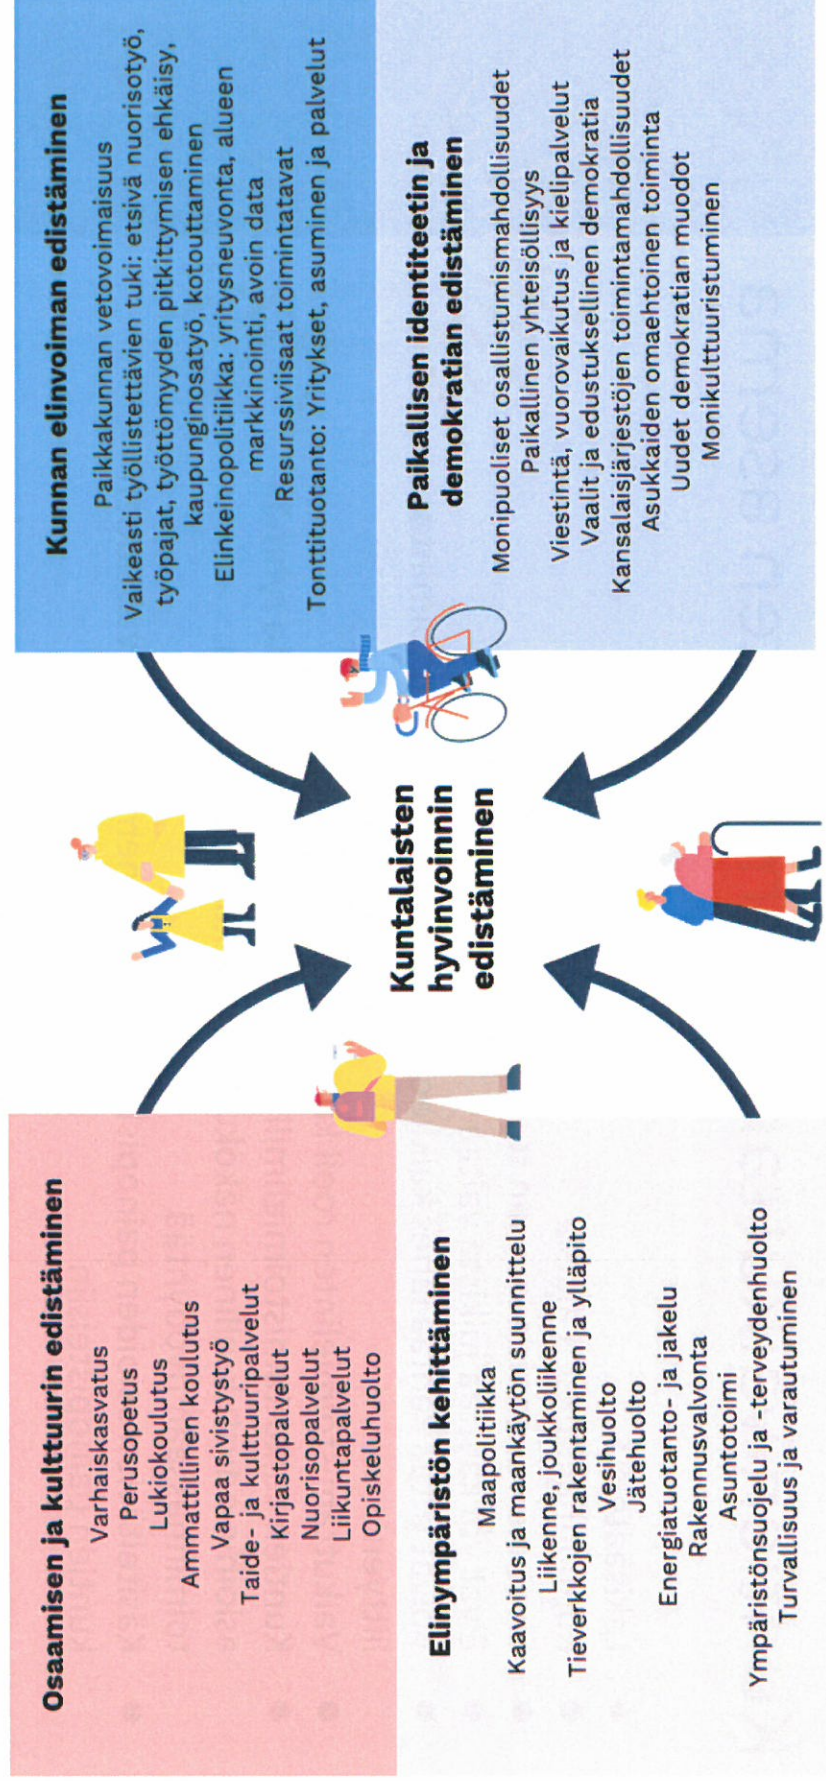 Osaamisen ja kulttuurin edistäminen
Varhaiskasvatus
Perusopetus
Lukiokoulutus
Ammattillinen koulutus
Vapaa sivistystyö
Taide- ja kulttuuripalvelut
Kirjastopalvelut
Nuorisopalvelut
Liikuntapalvelut
Opiskeluhuolto
Kunnan elinvoiman edistäminen
Paikkakunnan vetovoimaisuus
Vaikeasti työllistettävien tuki: etsivä nuorisotyö,
työpajat, työttömyyden pitkittymisen ehkäisy,
kaupunginosatyö, kotouttaminen
Elinkeinopolitiikka: yritysneuvonta, alueen
markkinointi, avoin data
Resurssiviisaat toimintatavat
Tonttituotanto: Yritykset, asuminen ja palvelut
Kuntalaisten
hyvinvoinnin
edistäminen
Elinympäristön kehittäminen
Maapolitiikka
Kaavoitus ja maankäytön suunnittelu
Liikenne, joukkoliikenne
Tieverkkojen rakentaminen ja ylläpito
Vesihuolto
Jätehuolto
Energiatuotanto- ja jakelu
Rakennusvalvonta
Asuntotoimi
Ympäristönsuojelu ja -terveydenhuolto
Turvallisuus ja varautuminen
Paikallisen identiteetin ja
demokratian edistäminen
Monipuoliset osallistumismahdollisuudet
Paikallinen yhteisöllisyys
Viestintä, vuorovaikutus ja kielipalvelut
Vaalit ja edustuksellinen demokratia
Kansalaisjärjestöjen toimintamahdollisuudet
Asukkaiden omaehtoinen toiminta
Uudet demokratian muodot
Monikulttuuristuminen